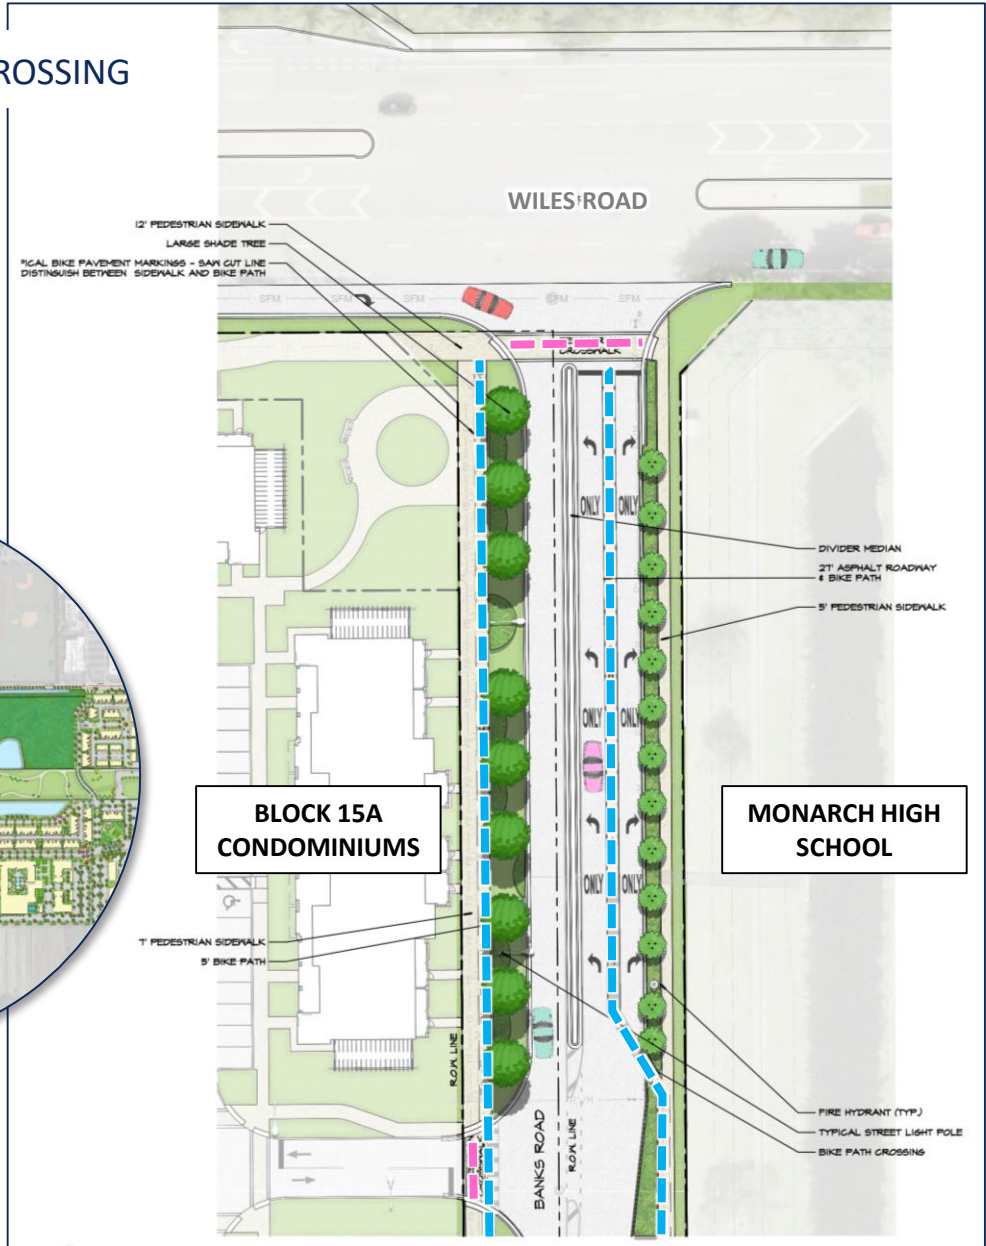 ROSSING
WILES ROAD
12' PEDESTRIAN SIDEWALK
LARGE SHADE TREE
PICAL BIKE PAVEMENT MARKINGS - SAW CUT LINE
DISTINGUISH BETWEEN SIDEWALK AND BIKE PATH
SFM
SFM
SFM
SFM
SFM
CROSSWALK
ONLY
ONLY
DIVIDER MEDIAN
27' ASPHALT ROADWAY
& BIKE PATH
5' PEDESTRIAN SIDEWALK
ONLY
ONLY
BLOCK 15A
CONDOMINIUMS
MONARCH HIGH
SCHOOL
ONLY
ONLY
7' PEDESTRIAN SIDEWALK
5' BIKE PATH
R.O.W. LINE
BANKS ROAD
R.O.W. LINE
FIRE HYDRANT (TYP.)
TYPICAL STREET LIGHT POLE
BIKE PATH CROSSING